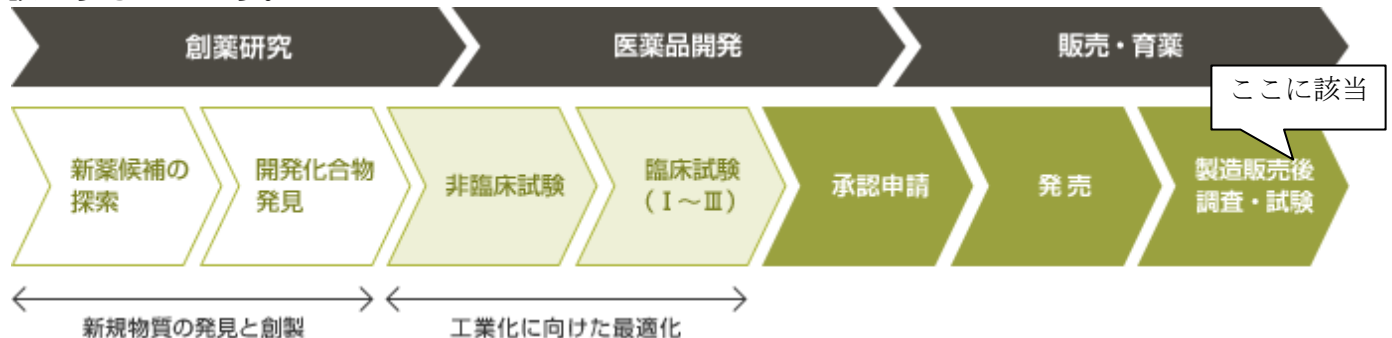 創薬研究
医薬品開発
販売・育薬
ここに該当
新薬候補の
探索
開発化合物
発見
非臨床試験
臨床試験
(Ⅰ～Ⅲ)
承認申請
発売
製造販売後
調査・試験
新規物質の発見と創製
工業化に向けた最適化